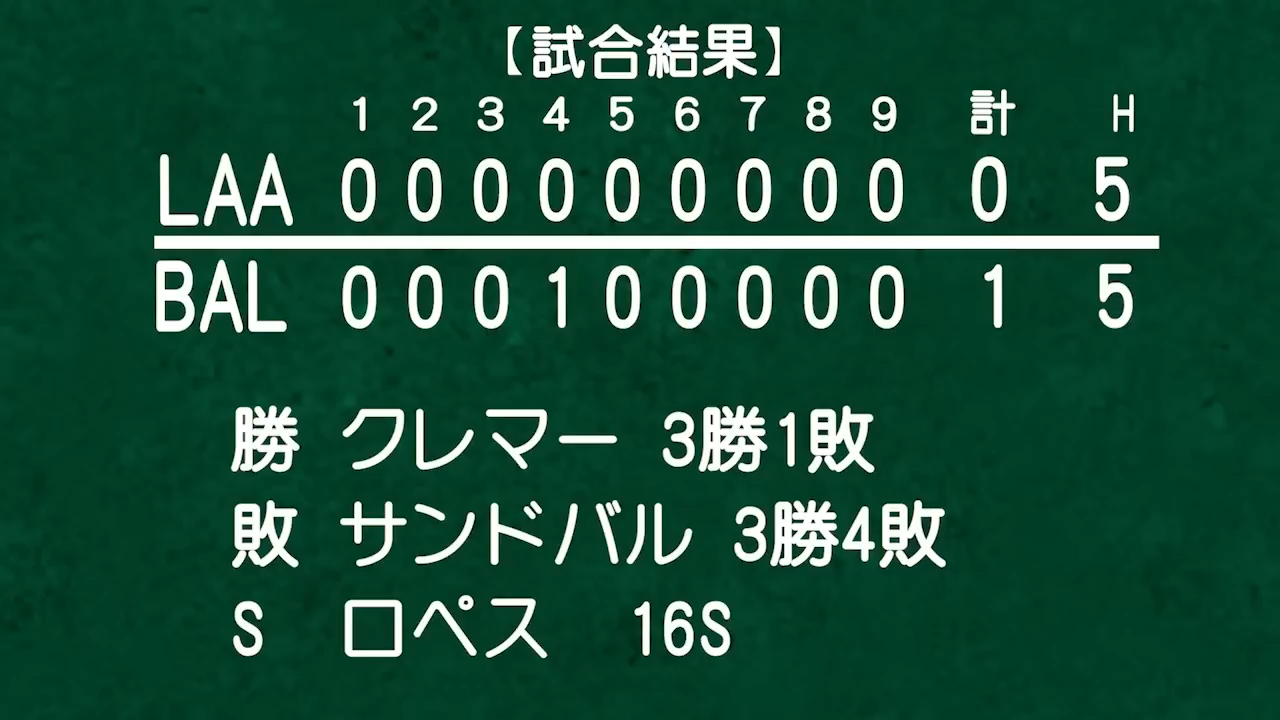 【試合結果】
1 2 3 4 5 6 7 8 9 計 H
LAA 0 0 0 0 0 0 0 0 0 0 5
BAL 0 0 0 1 0 0 0 0 0 1 5
勝 クレマー 3勝1敗
敗 サンドバル 3勝4敗
S ロペス 16S